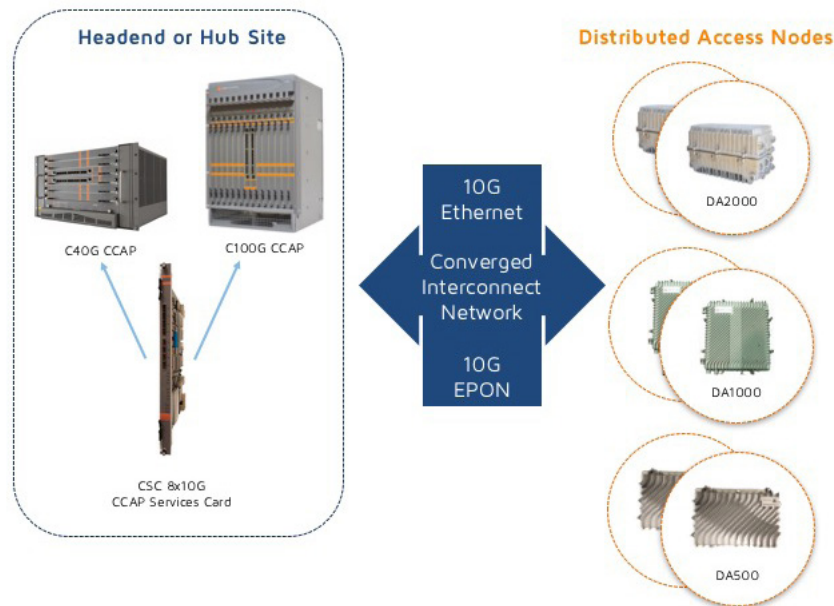 Headend or Hub Site
C40G CCAP
C100G CCAP
CSC 8x10G
CCAP Services Card
10G
Ethernet
Converged
Interconnect
Network
10G
EPON
Distributed Access Nodes
DA2000
DA1000
DA500